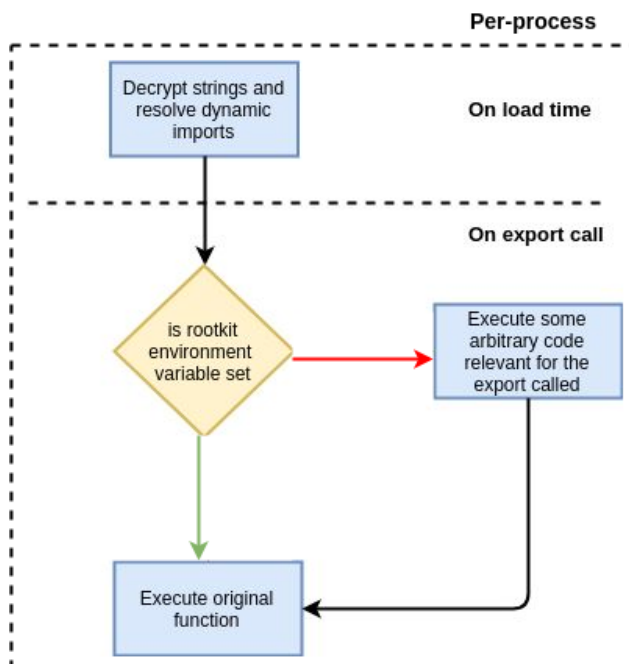 Per-process
Decrypt strings and
resolve dynamic
imports
On load time
On export call
is rootkit
environment
variable set
Execute some
arbitrary code
relevant for the
export called
Execute original
function